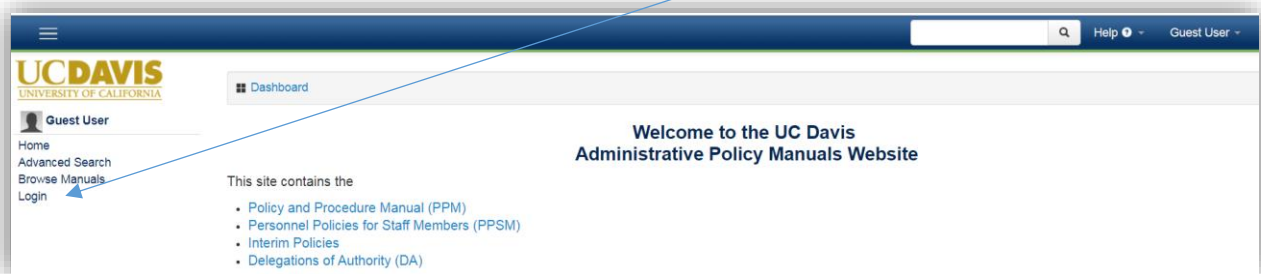 Help
Guest User
UCDAVIS
UNIVERSITY OF CALIFORNIA
Dashboard
Guest User
Home
Advanced Search
Browse Manuals
Login
Welcome to the UC Davis
Administrative Policy Manuals Website
This site contains the
• Policy and Procedure Manual (PPM)
• Personnel Policies for Staff Members (PPSM)
• Interim Policies
• Delegations of Authority (DA)